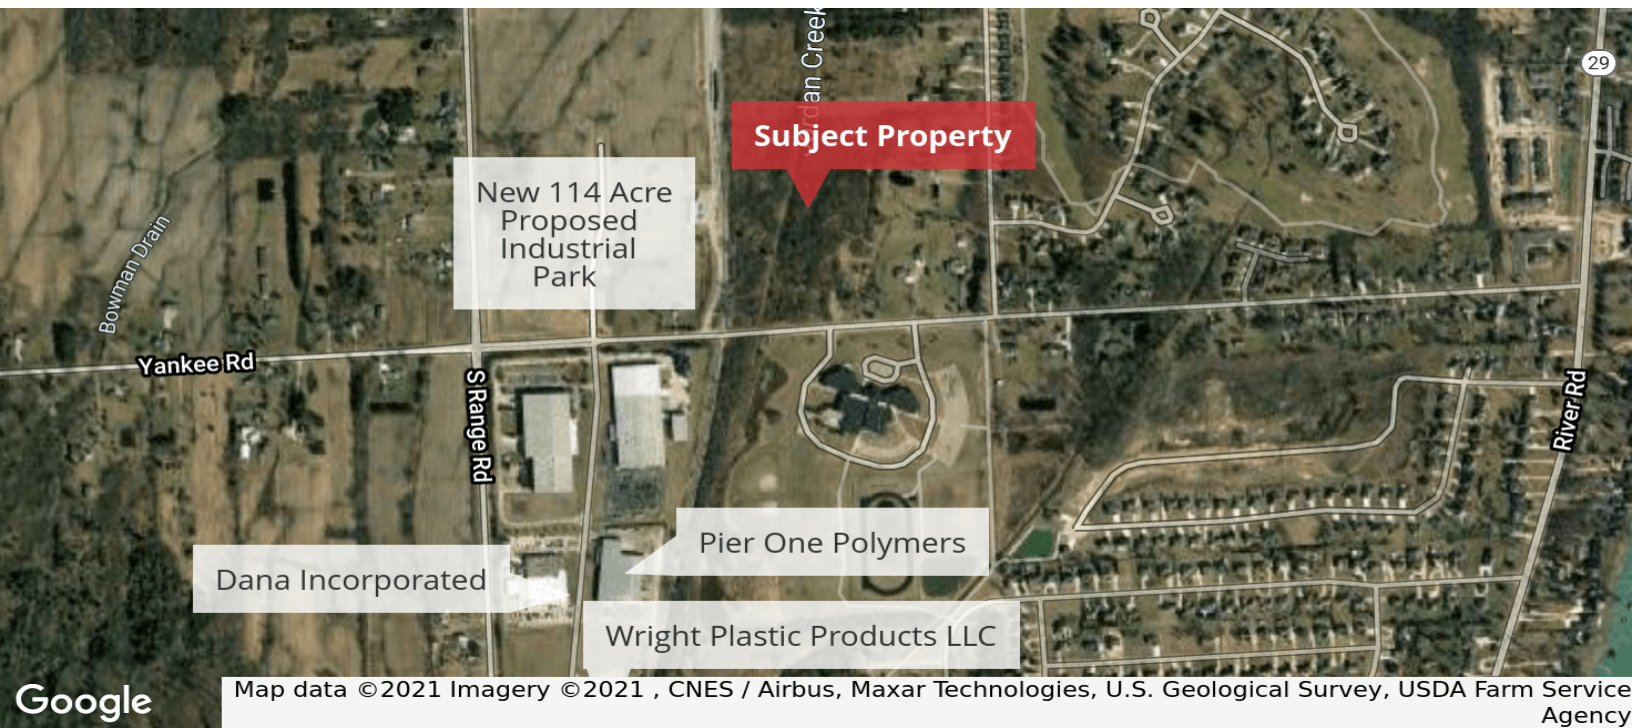 29
Subject Property
New 114 Acre
Proposed
Industrial
Park
Bowman Drain
Creek
Yankee Rd
S Range Rd
River Rd
Pier One Polymers
Dana Incorporated
Wright Plastic Products LLC
Google
Map data ©2021 Imagery ©2021 , CNES / Airbus, Maxar Technologies, U.S. Geological Survey, USDA Farm Service
Agency